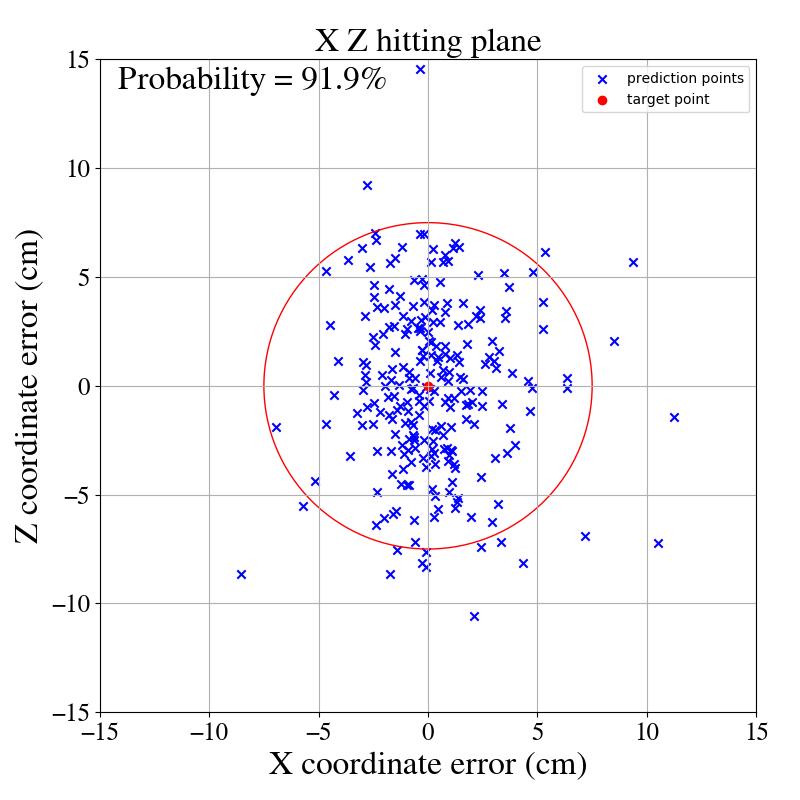 X Z hitting plane
Probability = 91.9%
prediction points
target point
15
10
5
0
−5
−10
−15
Z coordinate error (cm)
−15 −10 −5 0 5 10 15
X coordinate error (cm)